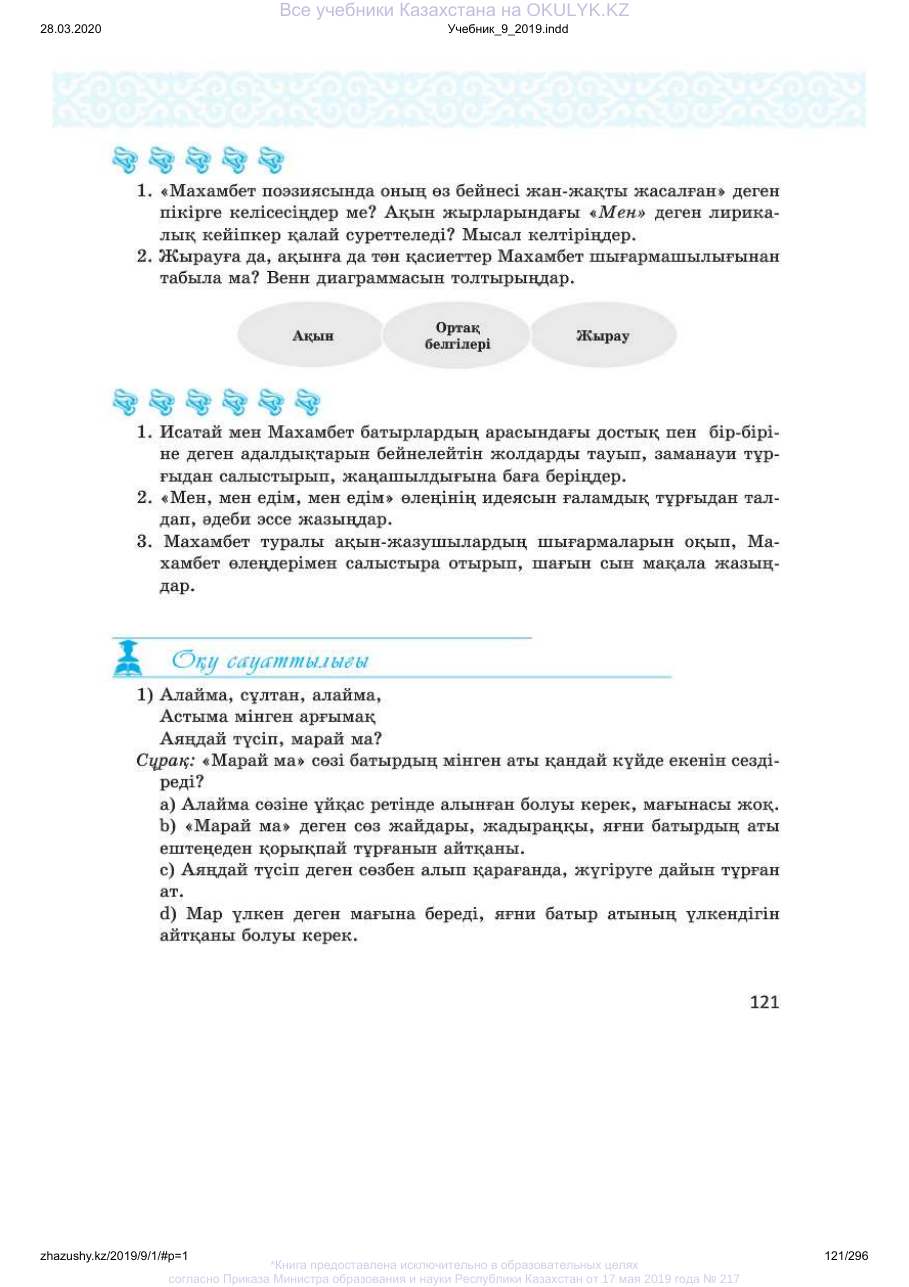 Все учебники Казахстана на OKULYK.KZ
28.03.2020 Учебник_9_2019.indd
1. «Махамбет поэзиясында оның өз бейнесі жан-жақты жасалған» деген
пікірге келісесіңдер ме? Ақын жырларындағы «Мен» деген лирика-
лық кейіпкер қалай суреттеледі? Мысал келтіріңдер.
2. Жырауға да, ақынға да тән қасиеттер Махамбет шығармашылығынан
табыла ма? Венн диаграммасын толтырыңдар.
Ақын
Ортақ
белгілері
Жырау
1. Исатай мен Махамбет батырлардың арасындағы достық пен бір-бірі-
не деген адалдықтарын бейнелейтін жолдарды тауып, заманауи тұр-
ғыдан салыстырып, жаңашылдығына баға беріңдер.
2. «Мен, мен едім, мен едім» өлеңінің идеясын ғаламдық тұрғыдан тал-
дап, әдеби эссе жазыңдар.
3. Махамбет туралы ақын-жазушылардың шығармаларын оқып, Ма-
хамбет өлеңдерімен салыстыра отырып, шағын сын мақала жазың-
дар.
Оқу сауаттылығы
1) Алайма, сұлтан, алайма,
Астыма мінген арғымақ
Аяңдай түсіп, марай ма?
Сұрақ: «Марай ма» сөзі батырдың мінген аты қандай күйде екенін сезді-
реді?
a) Алайма сөзіне ұйқас ретінде алынған болуы керек, мағынасы жоқ.
b) «Марай ма» деген сөз жайдары, жадыраңқы, яғни батырдың аты
ештеңеден қорықпай тұрғанын айтқаны.
c) Аяңдай түсіп деген сөзбен алып қарағанда, жүгіруге дайын тұрған
ат.
d) Мар үлкен деген мағына береді, яғни батыр атының үлкендігін
айтқаны болуы керек.
121
zhazushy.kz/2019/9/1/#p=1 121/296
*Книга предоставлена исключительно в образовательных целях
согласно Приказа Министра образования и науки Республики Казахстан от 17 мая 2019 года № 217